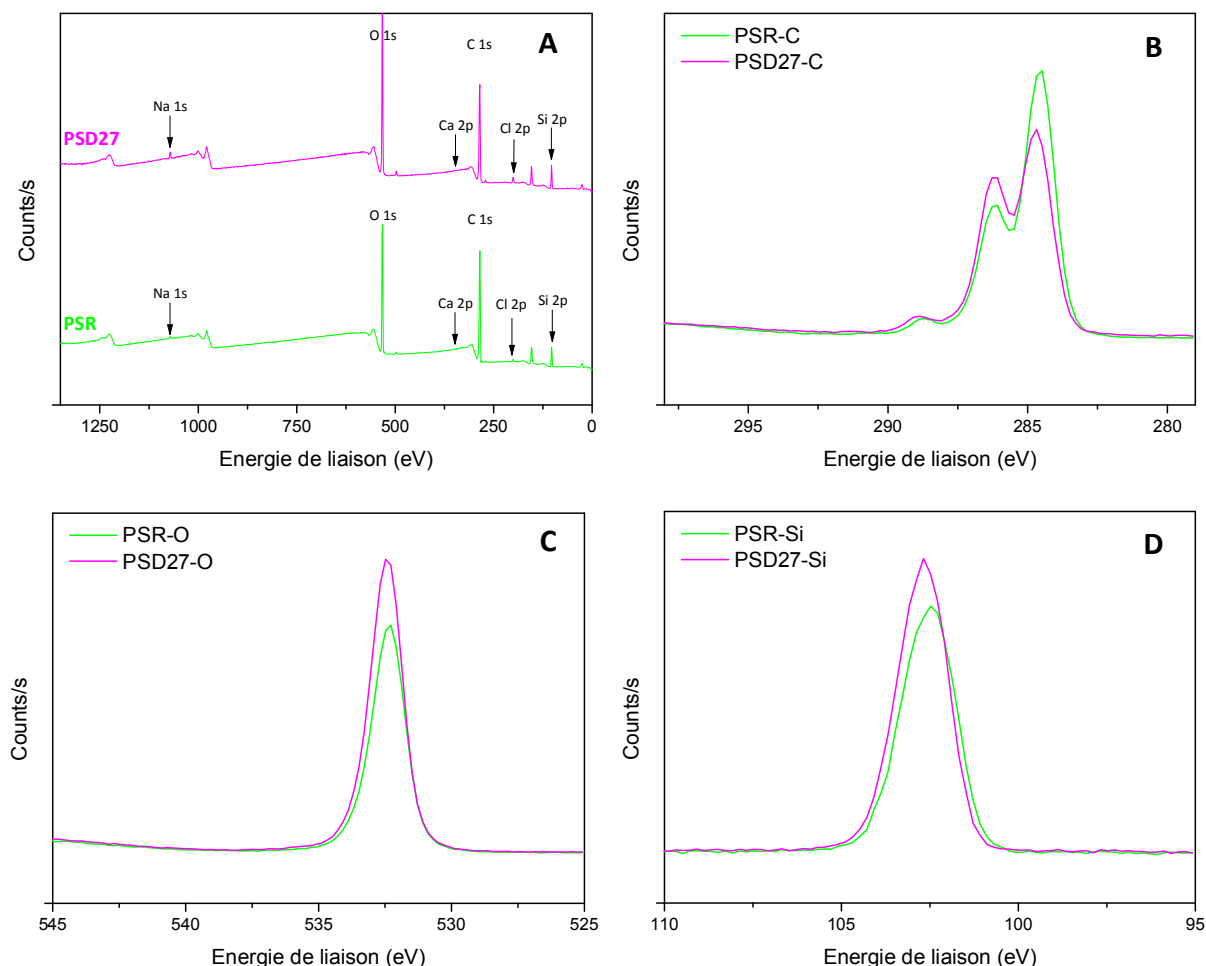 A
O 1s
C 1s
Na 1s
Ca 2p
Cl 2p
Si 2p
PSD27
O 1s
C 1s
Na 1s
Ca 2p
Cl 2p
Si 2p
PSR
Counts/s
1250 1000 750 500 250 0
Energie de liaison (eV)
PSR-C
PSD27-C
B
Counts/s
295 290 285 280
Energie de liaison (eV)
PSR-O
PSD27-O
C
Counts/s
545 540 535 530 525
Energie de liaison (eV)
PSR-Si
PSD27-Si
D
Counts/s
110 105 100 95
Energie de liaison (eV)